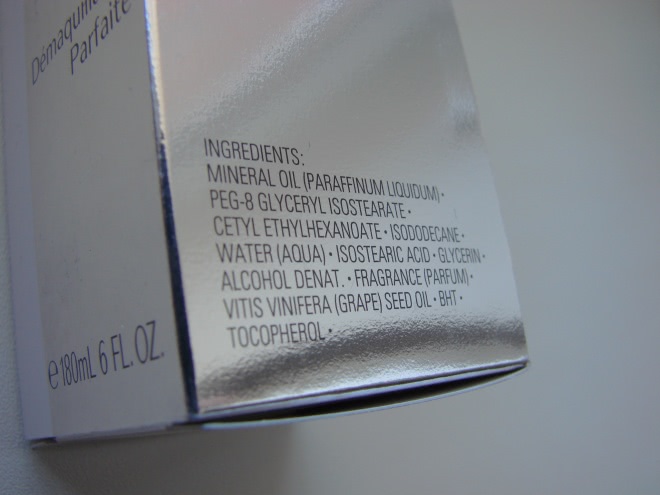 Parfaite
e 180mL 6 FL. OZ.
INGREDIENTS:
MINERAL OIL (PARAFFINUM LIQUIDUM)•
PEG-8 GLYCERYL ISOSTEARATE•
CETYL ETHYLHEXANOATE•ISODODECANE•
WATER (AQUA)•ISOSTEARIC ACID•GLYCERIN•
ALCOHOL DENAT.•FRAGRANCE (PARFUM)•
VITIS VINIFERA (GRAPE) SEED OIL•BHT•
TOCOPHEROL•